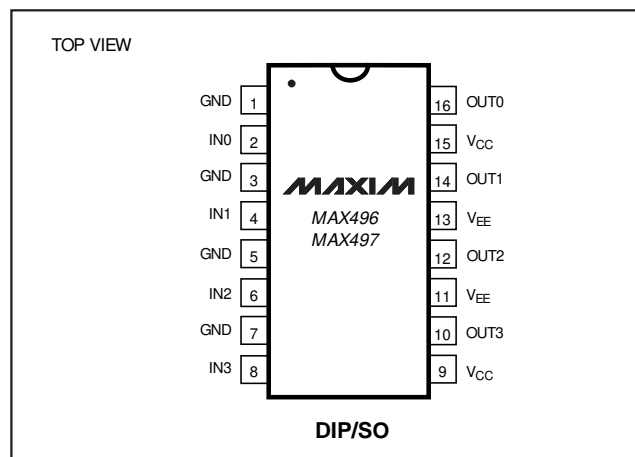 TOP VIEW
GND 1
IN0 2
GND 3
IN1 4
GND 5
IN2 6
GND 7
IN3 8
MAXIM
MAX496
MAX497
16 OUT0
15 VCC
14 OUT1
13 VEE
12 OUT2
11 VEE
10 OUT3
9 VCC
DIP/SO